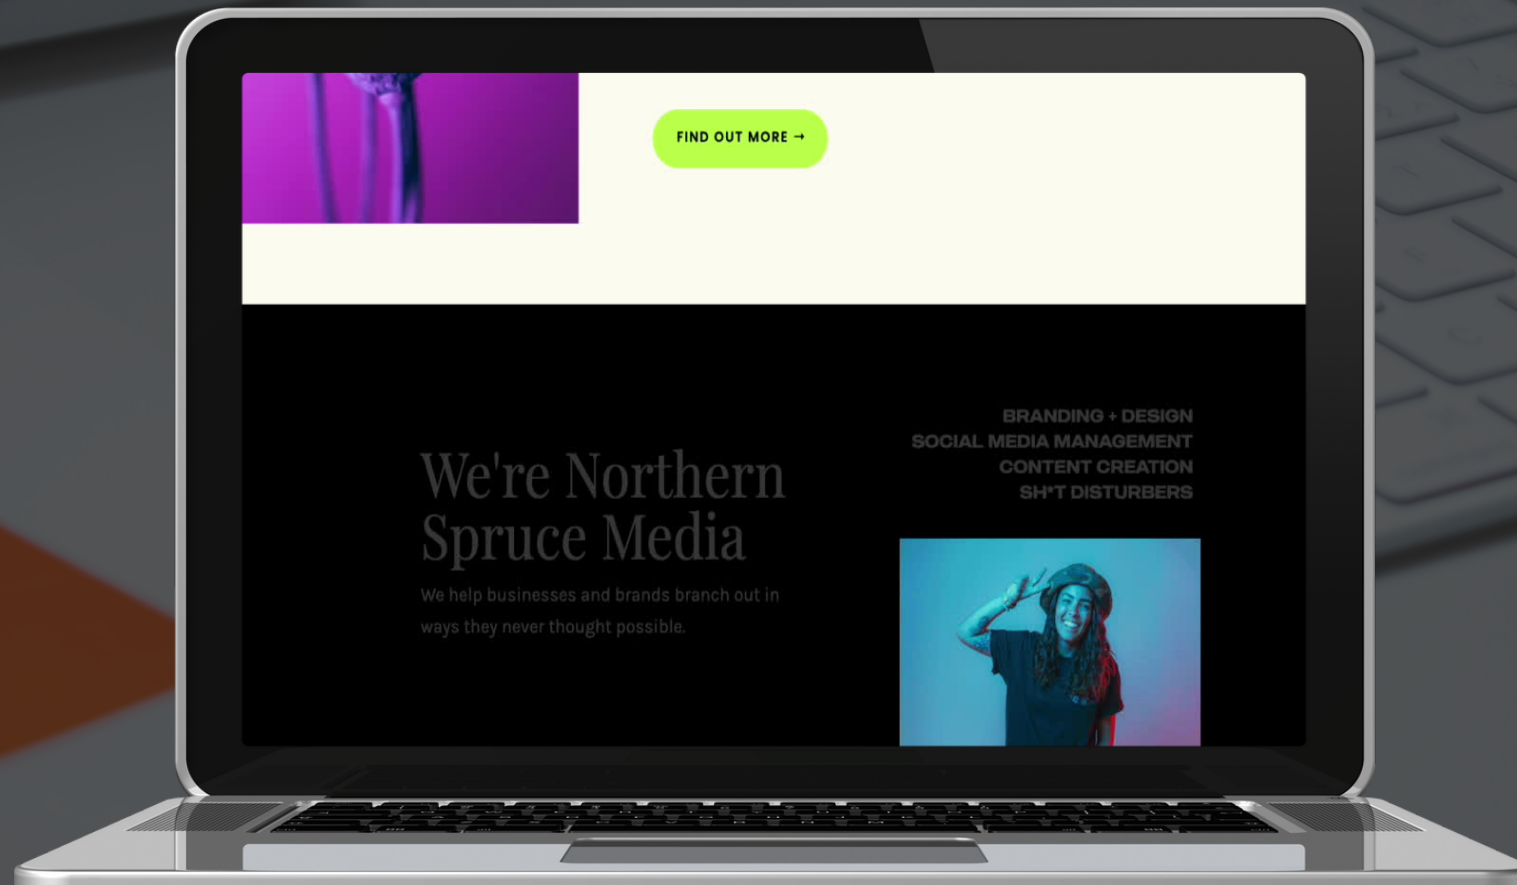 FIND OUT MORE →
We're Northern
Spruce Media
We help businesses and brands branch out in
ways they never thought possible.
BRANDING + DESIGN
SOCIAL MEDIA MANAGEMENT
CONTENT CREATION
SH*T DISTURBERS